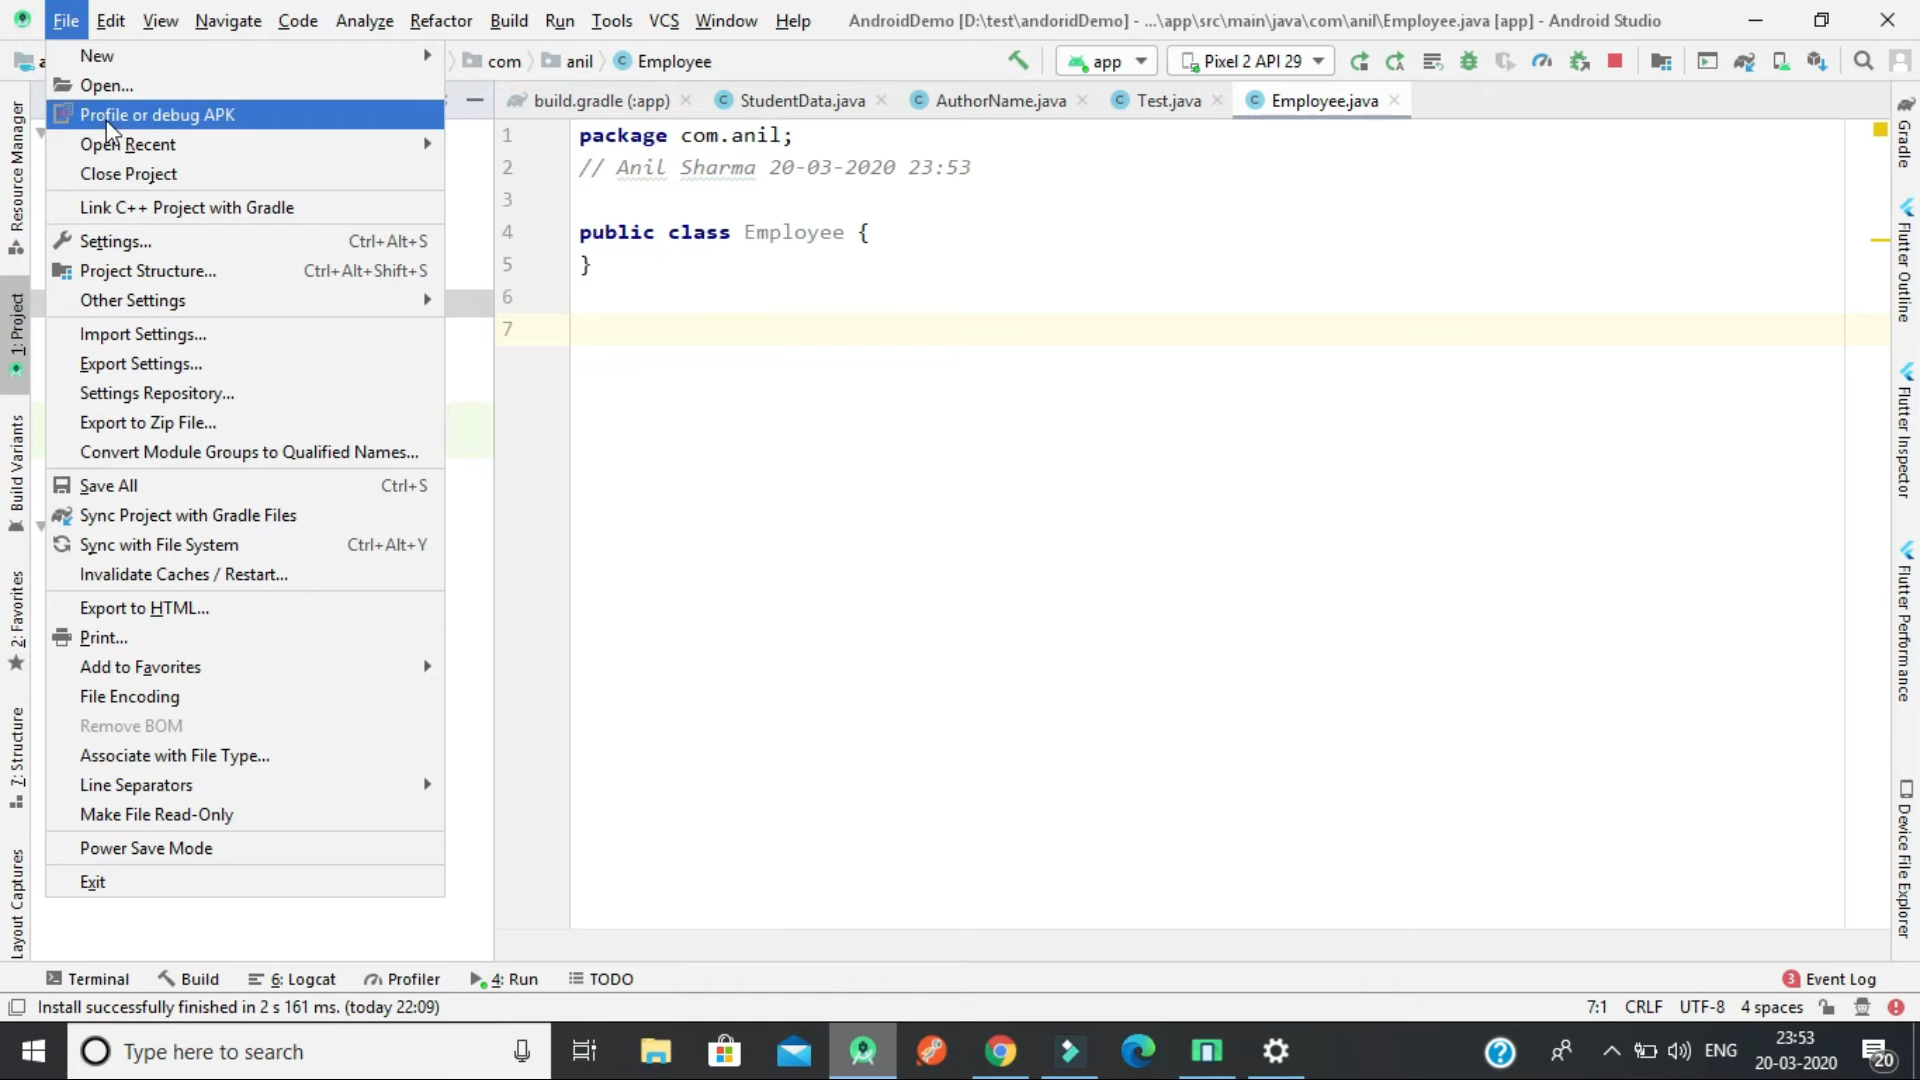 File Edit View Navigate Code Analyze Refactor Build Run Tools VCS Window Help AndroidDemo [D:\test\andoridDemo] - ...\app\src\main\java\com\anil\Employee.java [app] - Android Studio
com anil Employee app Pixel 2 API 29
build.gradle (:app) StudentData.java AuthorName.java Test.java Employee.java
New
Open...
Profile or debug APK
Open Recent
Close Project
Link C++ Project with Gradle
Settings... Ctrl+Alt+S
Project Structure... Ctrl+Alt+Shift+S
Other Settings
Import Settings...
Export Settings...
Settings Repository...
Export to Zip File...
Convert Module Groups to Qualified Names...
Save All Ctrl+S
Sync Project with Gradle Files
Sync with File System Ctrl+Alt+Y
Invalidate Caches / Restart...
Export to HTML...
Print...
Add to Favorites
File Encoding
Remove BOM
Associate with File Type...
Line Separators
Make File Read-Only
Power Save Mode
Exit
1 package com.anil;
2 // Anil Sharma 20-03-2020 23:53
3
4 public class Employee {
5 }
6
7
Resource Manager
1: Project
Build Variants
2: Favorites
7: Structure
Layout Captures
Gradle
Flutter Outline
Flutter Inspector
Flutter Performance
Device File Explorer
Terminal Build 6: Logcat Profiler 4: Run TODO 3 Event Log
Install successfully finished in 2 s 161 ms. (today 22:09) 7:1 CRLF UTF-8 4 spaces
Type here to search ENG 23:53
20-03-2020 20